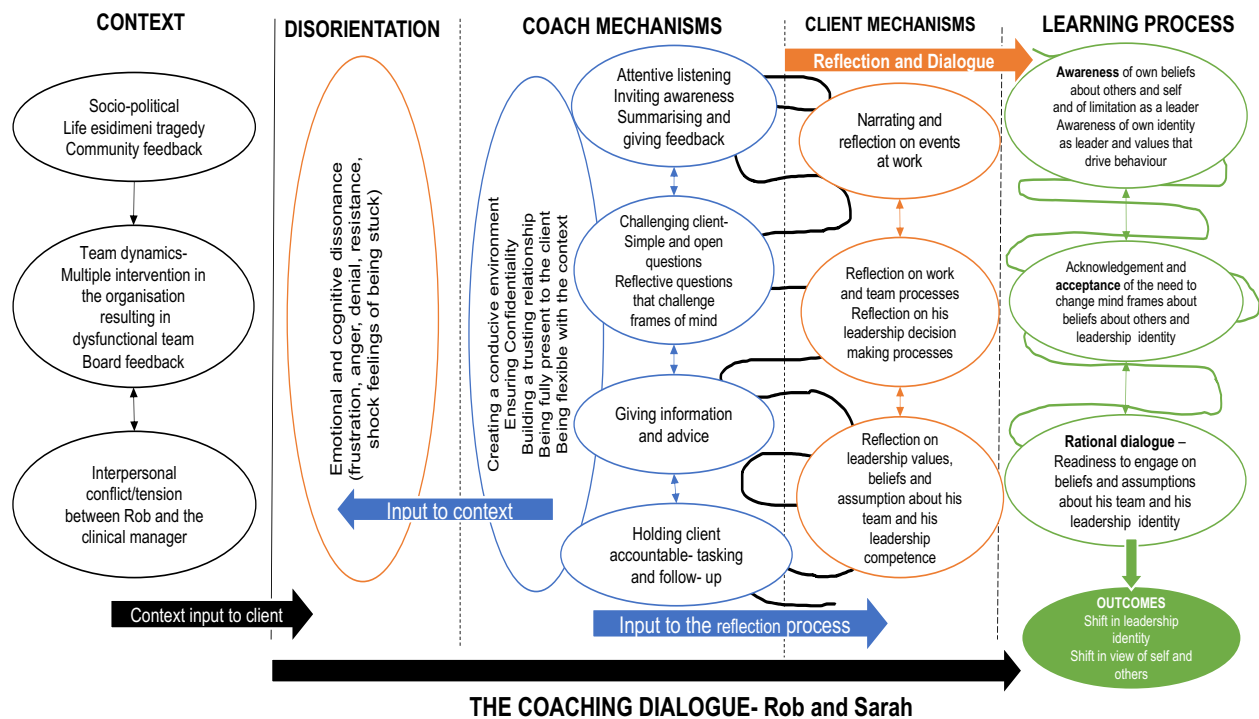 CONTEXT
Socio-political
Life esidimeni tragedy
Community feedback
Team dynamics-
Multiple intervention in
the organisation
resulting in
dysfunctional team
Board feedback
Interpersonal
conflict/tension
between Rob and the
clinical manager
Context input to client
DISORIENTATION
Emotional and cognitive dissonance
(frustration, anger, denial, resistance,
shock feelings of being stuck)
Input to context
COACH MECHANISMS
Creating a conducive environment
Ensuring Confidentiality
Building a trusting relationship
Being fully present to the client
Being flexible with the context
Attentive listening
Inviting awareness
Summarising and
giving feedback
Challenging client-
Simple and open
questions
Reflective questions
that challenge
frames of mind
Giving information
and advice
Holding client
accountable- tasking
and follow- up
Input to the reflection process
CLIENT MECHANISMS
Reflection and Dialogue
Narrating and
reflection on events
at work
Reflection on work
and team processes
Reflection on his
leadership decision
making processes
Reflection on
leadership values,
beliefs and
assumption about his
team and his
leadership
competence
LEARNING PROCESS
Awareness of own beliefs
about others and self
and of limitation as a leader
Awareness of own identity
as leader and values that
drive behaviour
Acknowledgement and
acceptance of the need to
change mind frames about
beliefs about others and
leadership identity
Rational dialogue –
Readiness to engage on
beliefs and assumptions
about his team and his
leadership identity
OUTCOMES
Shift in leadership
identity
Shift in view of self and
others
THE COACHING DIALOGUE- Rob and Sarah